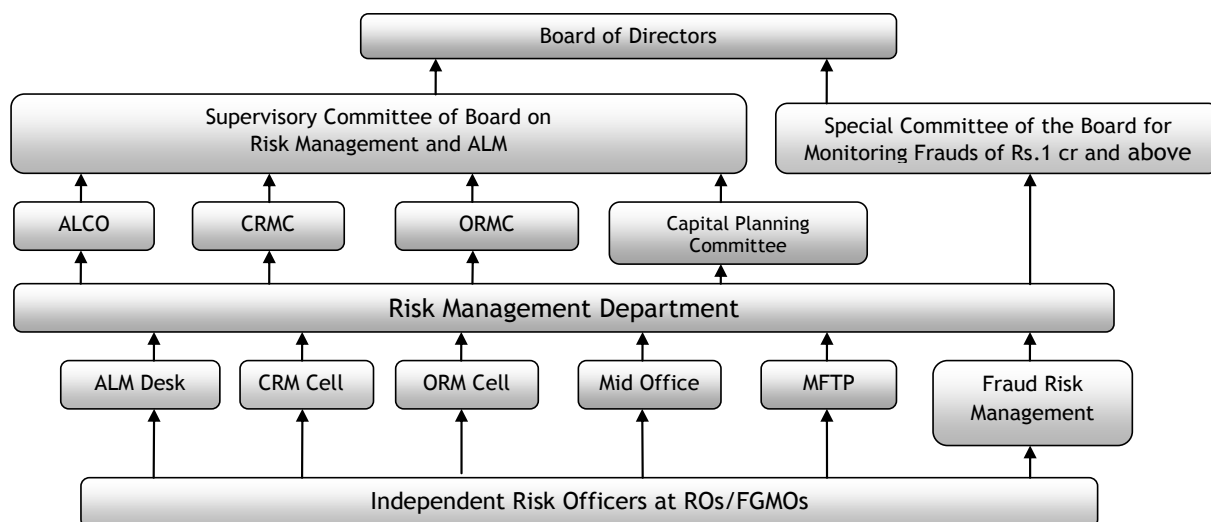 Board of Directors
Supervisory Committee of Board on
Risk Management and ALM
Special Committee of the Board for
Monitoring Frauds of Rs.1 cr and above
ALCO
CRMC
ORMC
Capital Planning
Committee
Risk Management Department
ALM Desk
CRM Cell
ORM Cell
Mid Office
MFTP
Fraud Risk
Management
Independent Risk Officers at ROs/FGMOs